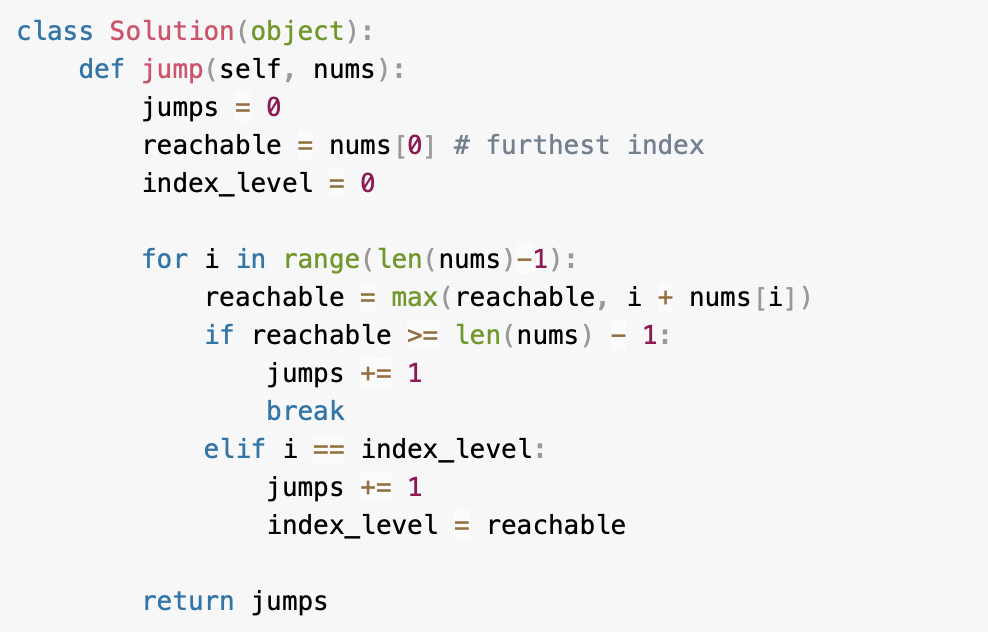 class Solution(object):
    def jump(self, nums):
        jumps = 0
        reachable = nums[0] # furthest index
        index_level = 0

        for i in range(len(nums)-1):
            reachable = max(reachable, i + nums[i])
            if reachable >= len(nums) - 1:
                jumps += 1
                break
            elif i == index_level:
                jumps += 1
                index_level = reachable

        return jumps